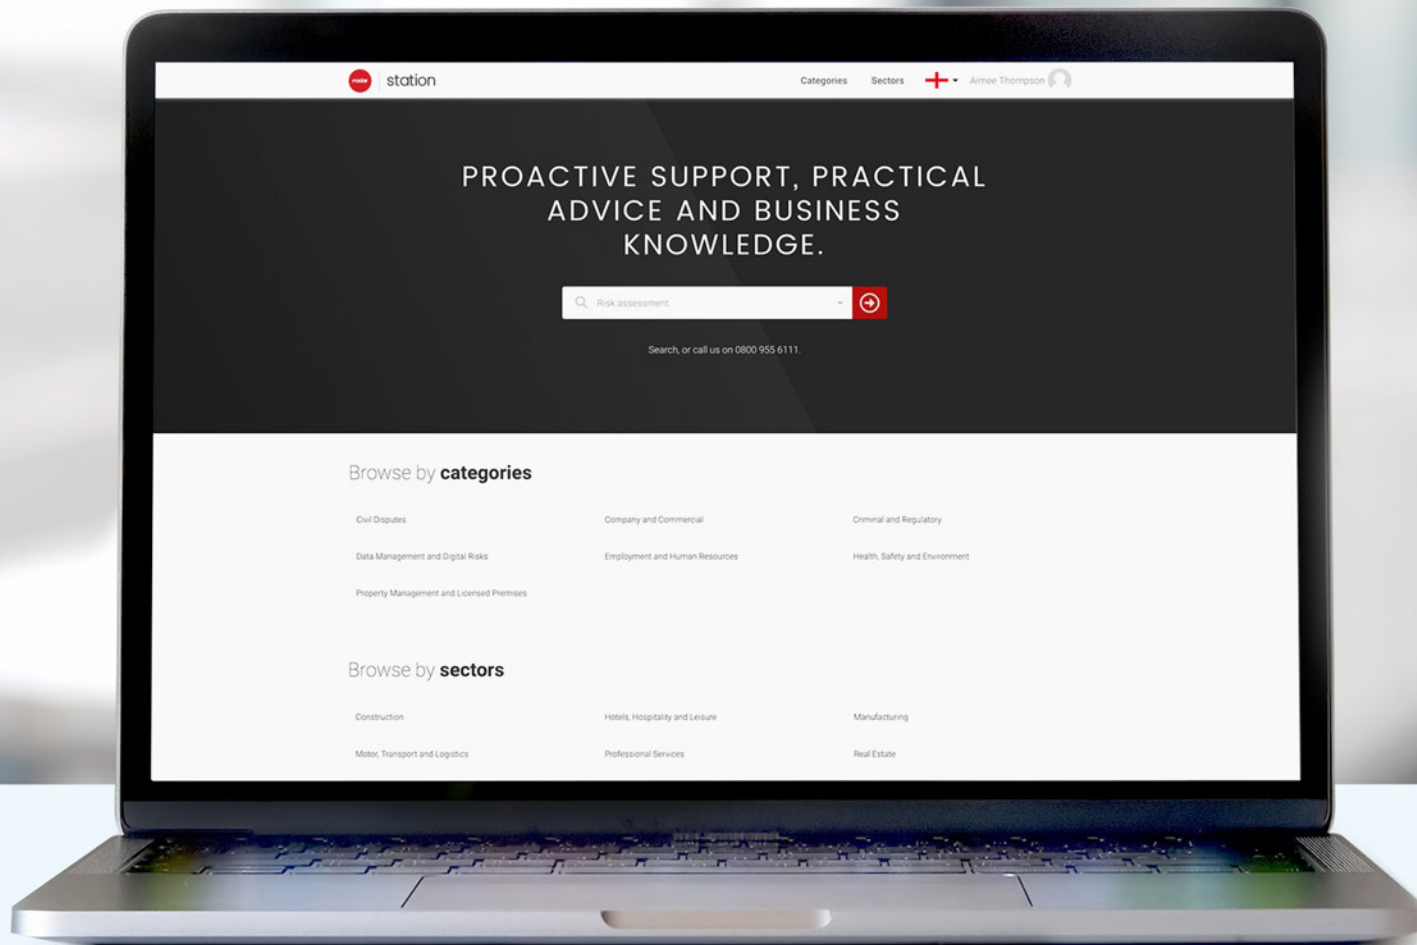 radar
station
Categories Sectors Aimee Thompson
PROACTIVE SUPPORT, PRACTICAL
ADVICE AND BUSINESS
KNOWLEDGE.
Risk assessment
Search, or call us on 0800 955 6111.
Browse by categories
Civil Disputes Company and Commercial Criminal and Regulatory
Data Management and Digital Risks Employment and Human Resources Health, Safety and Environment
Property Management and Licensed Premises
Browse by sectors
Construction Hotels, Hospitality and Leisure Manufacturing
Motor, Transport and Logistics Professional Services Real Estate